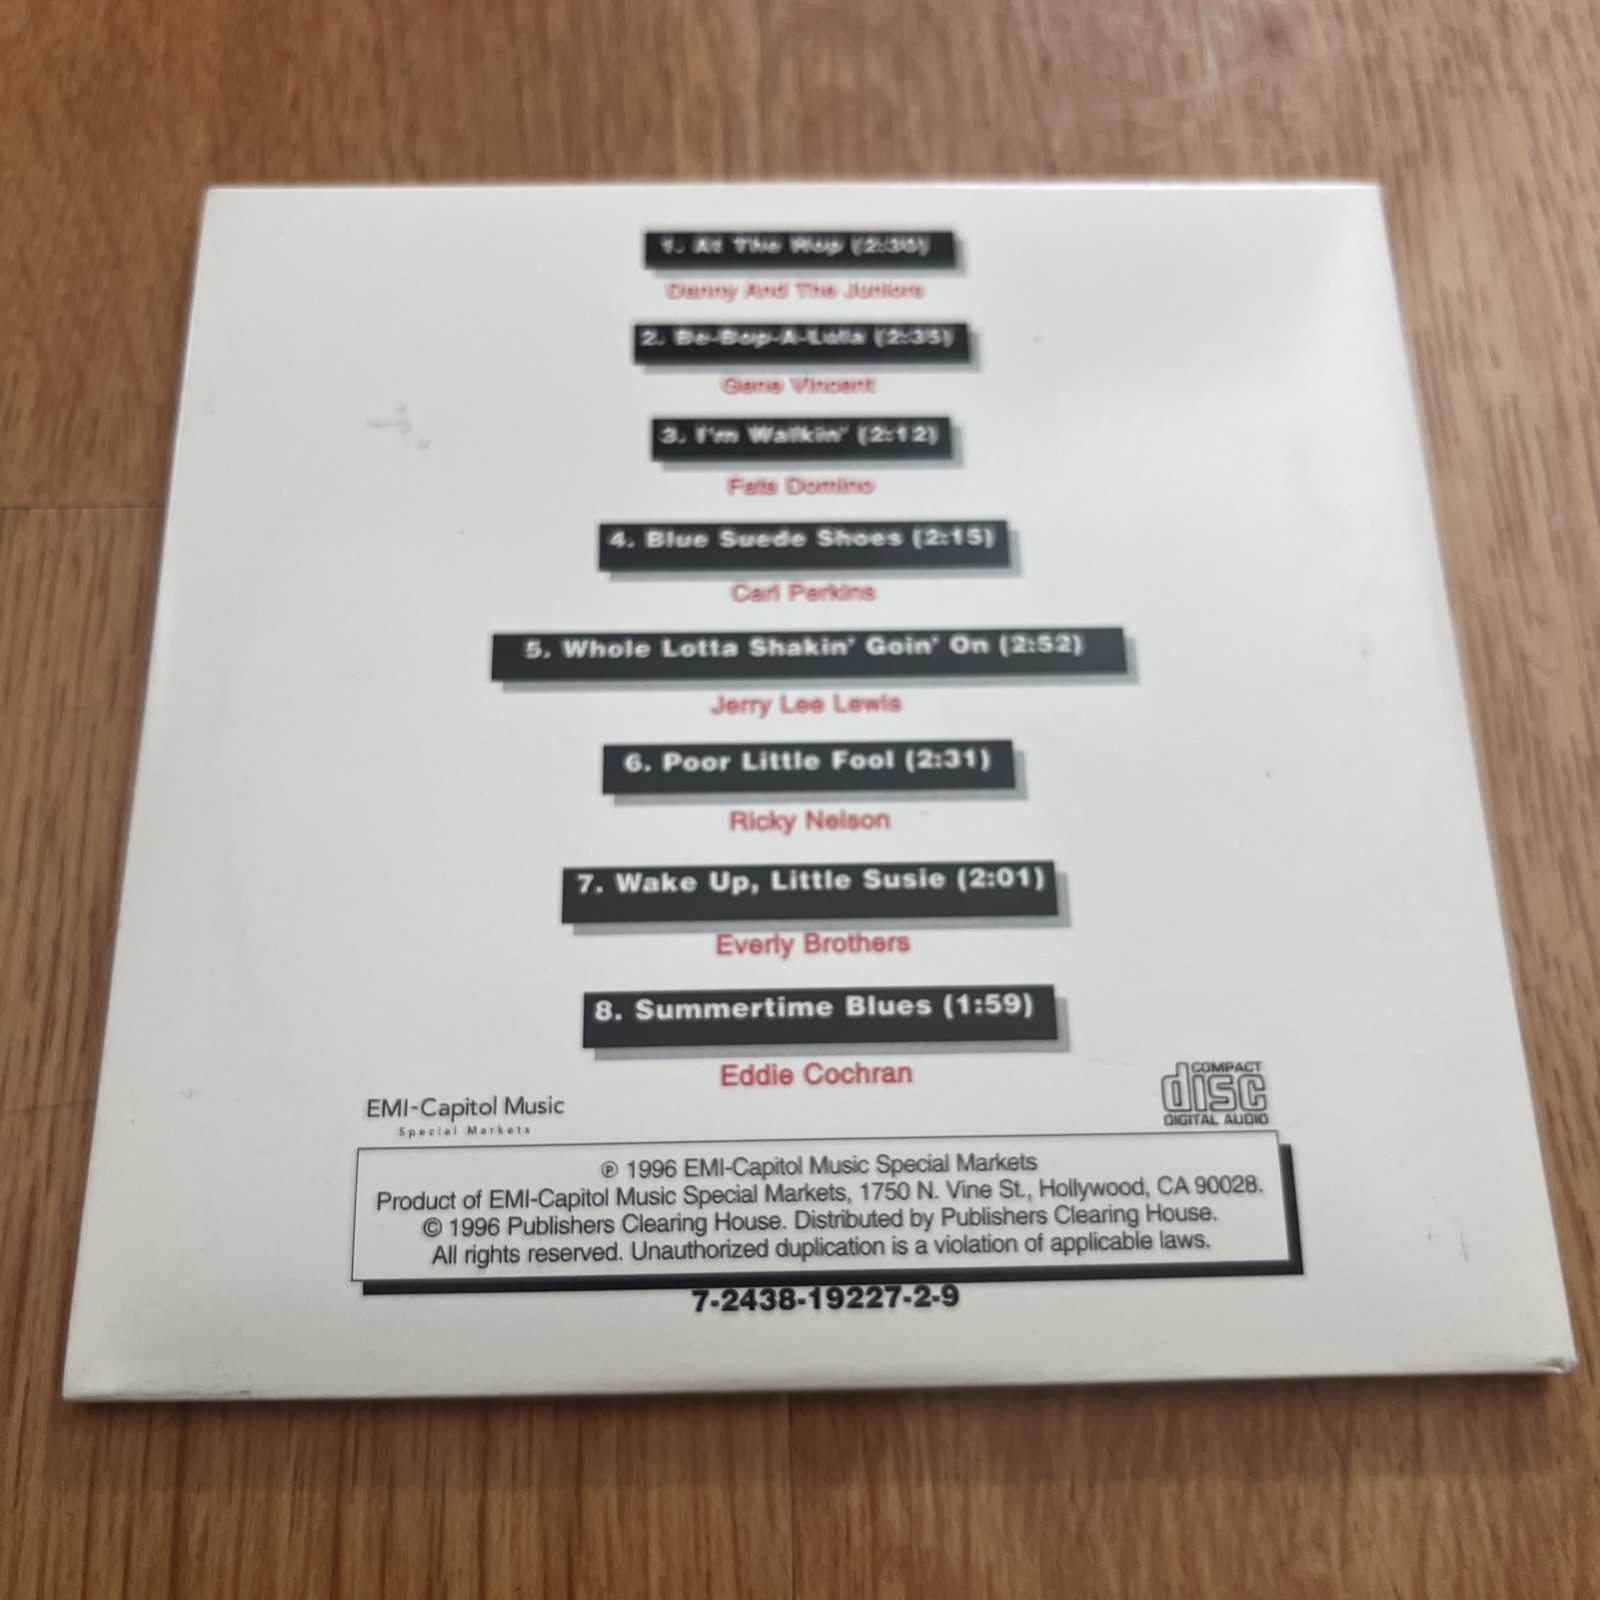 1. At The Hop (2:30)
Danny And The Juniors
2. Be-Bop-A-Lula (2:35)
Gene Vincent
3. I'm Walkin' (2:12)
Fats Domino
4. Blue Suede Shoes (2:15)
Carl Perkins
5. Whole Lotta Shakin' Goin' On (2:52)
Jerry Lee Lewis
6. Poor Little Fool (2:31)
Ricky Nelson
7. Wake Up, Little Susie (2:01)
Everly Brothers
8. Summertime Blues (1:59)
Eddie Cochran
EMI-Capitol Music
Special Markets
COMPACT
disc
DIGITAL AUDIO
℗ 1996 EMI-Capitol Music Special Markets
Product of EMI-Capitol Music Special Markets, 1750 N. Vine St., Hollywood, CA 90028.
© 1996 Publishers Clearing House. Distributed by Publishers Clearing House.
All rights reserved. Unauthorized duplication is a violation of applicable laws.
7-2438-19227-2-9